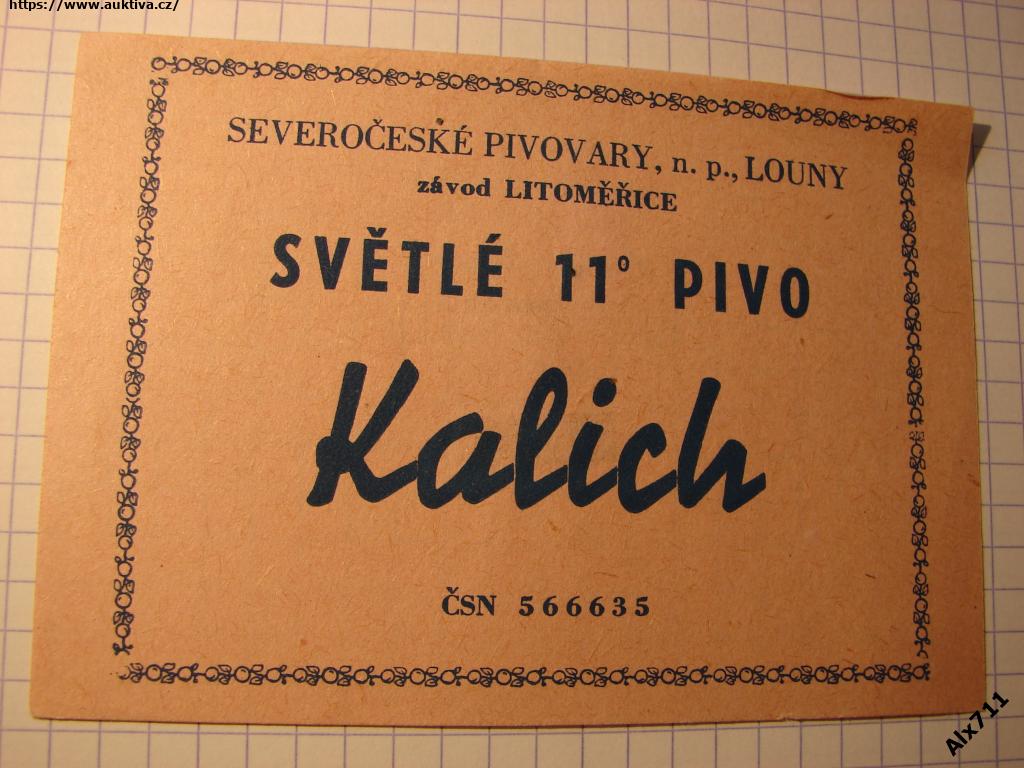 https://www.auktiva.cz/
SEVEROČESKÉ PIVOVARY, n. p., LOUNY
závod LITOMĚŘICE
SVĚTLÉ 11° PIVO
Kalich
ČSN 566635
Alx711